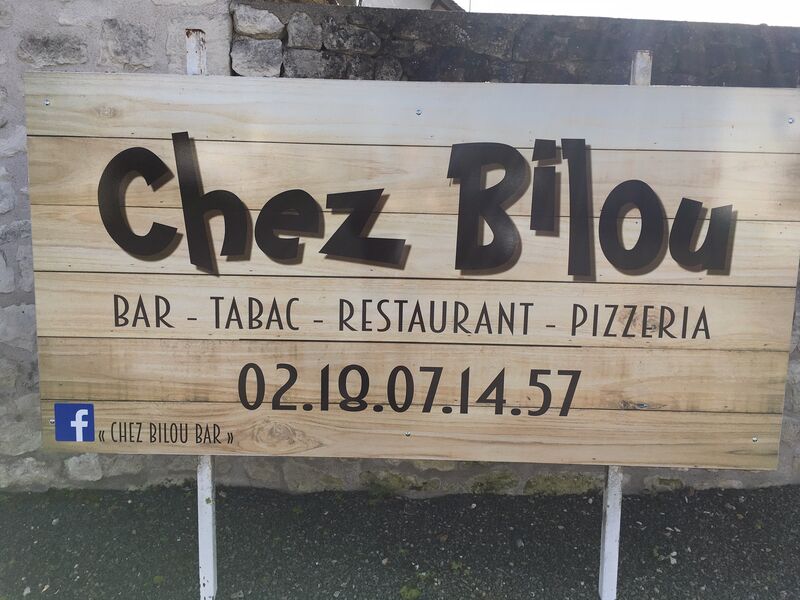 Chez Bilou
BAR - TABAC - RESTAURANT - PIZZERIA
02.18.07.14.57
f « CHEZ BILOU BAR »